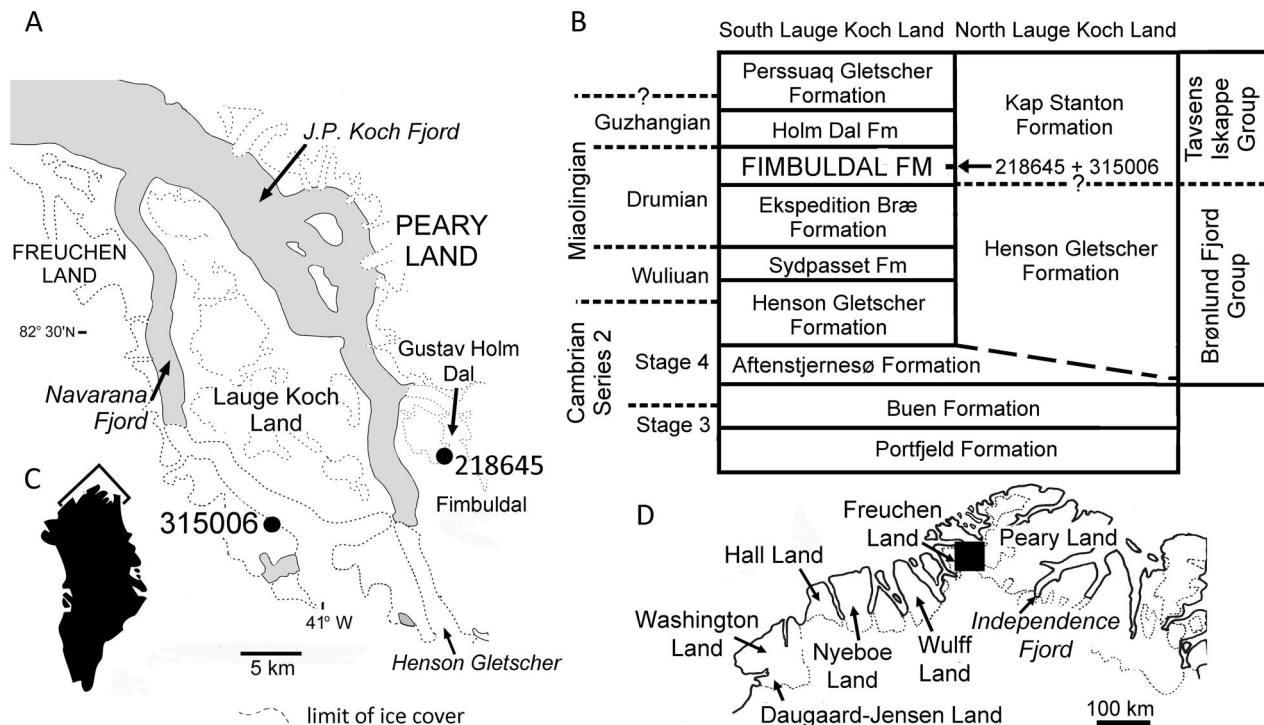 A
J.P. Koch Fjord
PEARY
LAND
FREUCHEN
LAND
82° 30'N
Gustav Holm
Dal
Navarana
Fjord
Lauge Koch
Land
218645
Fimbuldal
315006
41° W
5 km
Henson Gletscher
limit of ice cover
B
South Lauge Koch Land
North Lauge Koch Land
Perssuaq Gletscher
Formation
?
Guzhangian
Holm Dal Fm
Kap Stanton
Formation
Tavsens
Iskappe
Group
Miaolingian
FIMBULDAL FM
218645 + 315006
?
Drumian
Ekspedition Bræ
Formation
Wuliuan
Sydpasset Fm
Henson Gletscher
Formation
Henson Gletscher
Formation
Brønlund Fjord
Group
Cambrian
Series 2
Stage 4
Aftenstjernesø Formation
Buen Formation
Stage 3
Portfjeld Formation
C
D
Freuchen
Land
Peary Land
Hall Land
Washington
Land
Nyeboe
Land
Wulff
Land
Independence
Fjord
Daugaard-Jensen Land
100 km